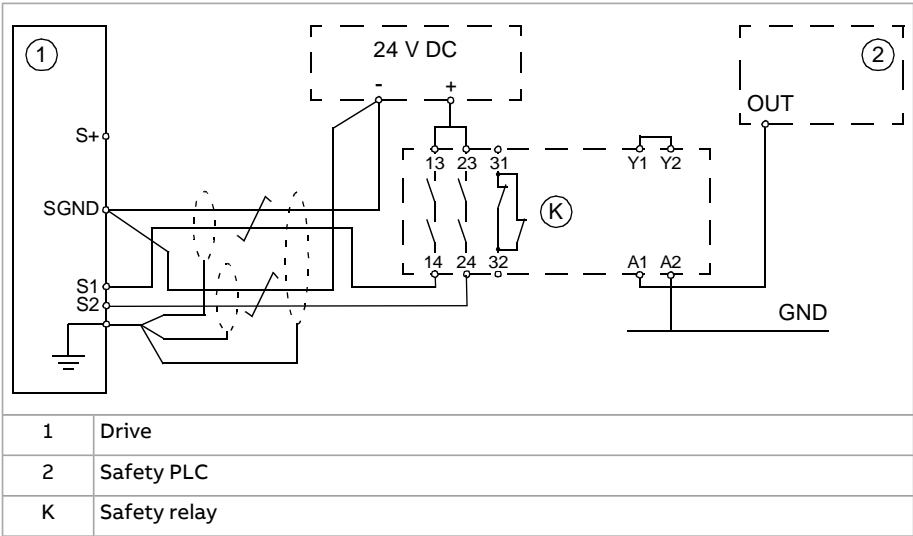 1
24 V DC
2
- +
OUT
S+
13 23 31
Y1 Y2
SGND
K
14 24 32
A1 A2
S1
S2
GND
1 Drive
2 Safety PLC
K Safety relay